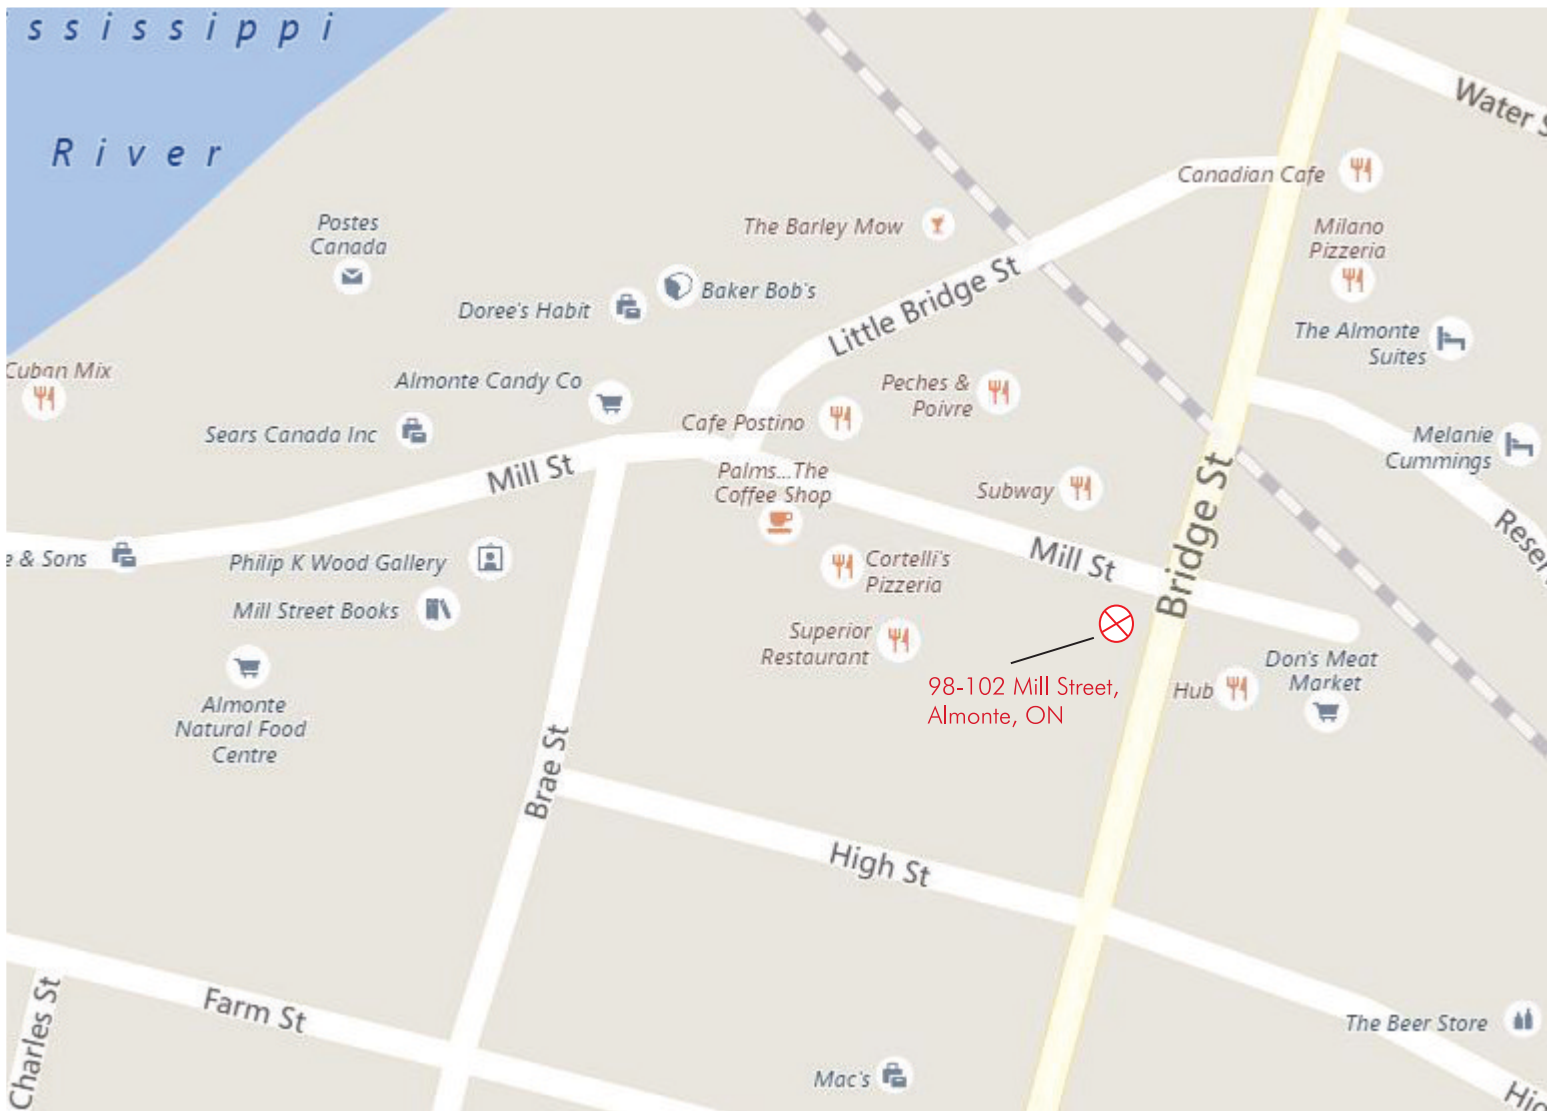 ississippi
River
Water S
Canadian Cafe
Postes
Canada
The Barley Mow
Milano
Pizzeria
Little Bridge St
Baker Bob's
Doree's Habit
The Almonte
Suites
Cuban Mix
Almonte Candy Co
Peches &
Poivre
Cafe Postino
Sears Canada Inc
Melanie
Cummings
Mill St
Palms...The
Coffee Shop
Subway
Bridge St
Reser
e & Sons
Philip K Wood Gallery
Cortelli's
Pizzeria
Mill St
Mill Street Books
Superior
Restaurant
98-102 Mill Street,
Almonte, ON
Hub
Don's Meat
Market
Almonte
Natural Food
Centre
Brae St
High St
Charles St
Farm St
The Beer Store
Mac's
Hig